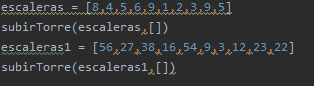 escaleras = [8,4,5,6,9,1,2,3,9,5]
subirTorre(escaleras,[])
escaleras1 = [56,27,38,16,54,9,3,12,23,22]
subirTorre(escaleras1,[])